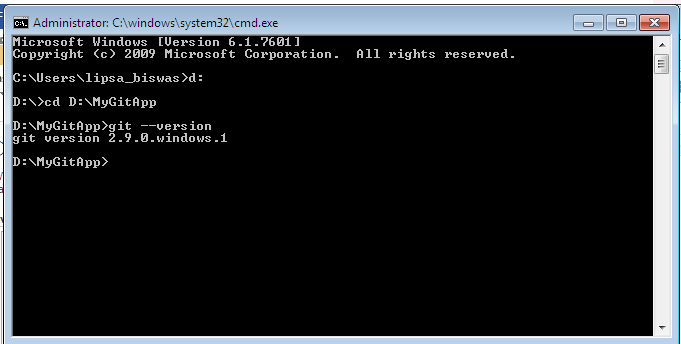 Administrator: C:\windows\system32\cmd.exe
Microsoft Windows [Version 6.1.7601]
Copyright (c) 2009 Microsoft Corporation.  All rights reserved.
C:\Users\lipsa_biswas>d:
D:\>cd D:\MyGitApp
D:\MyGitApp>git --version
git version 2.9.0.windows.1
D:\MyGitApp>